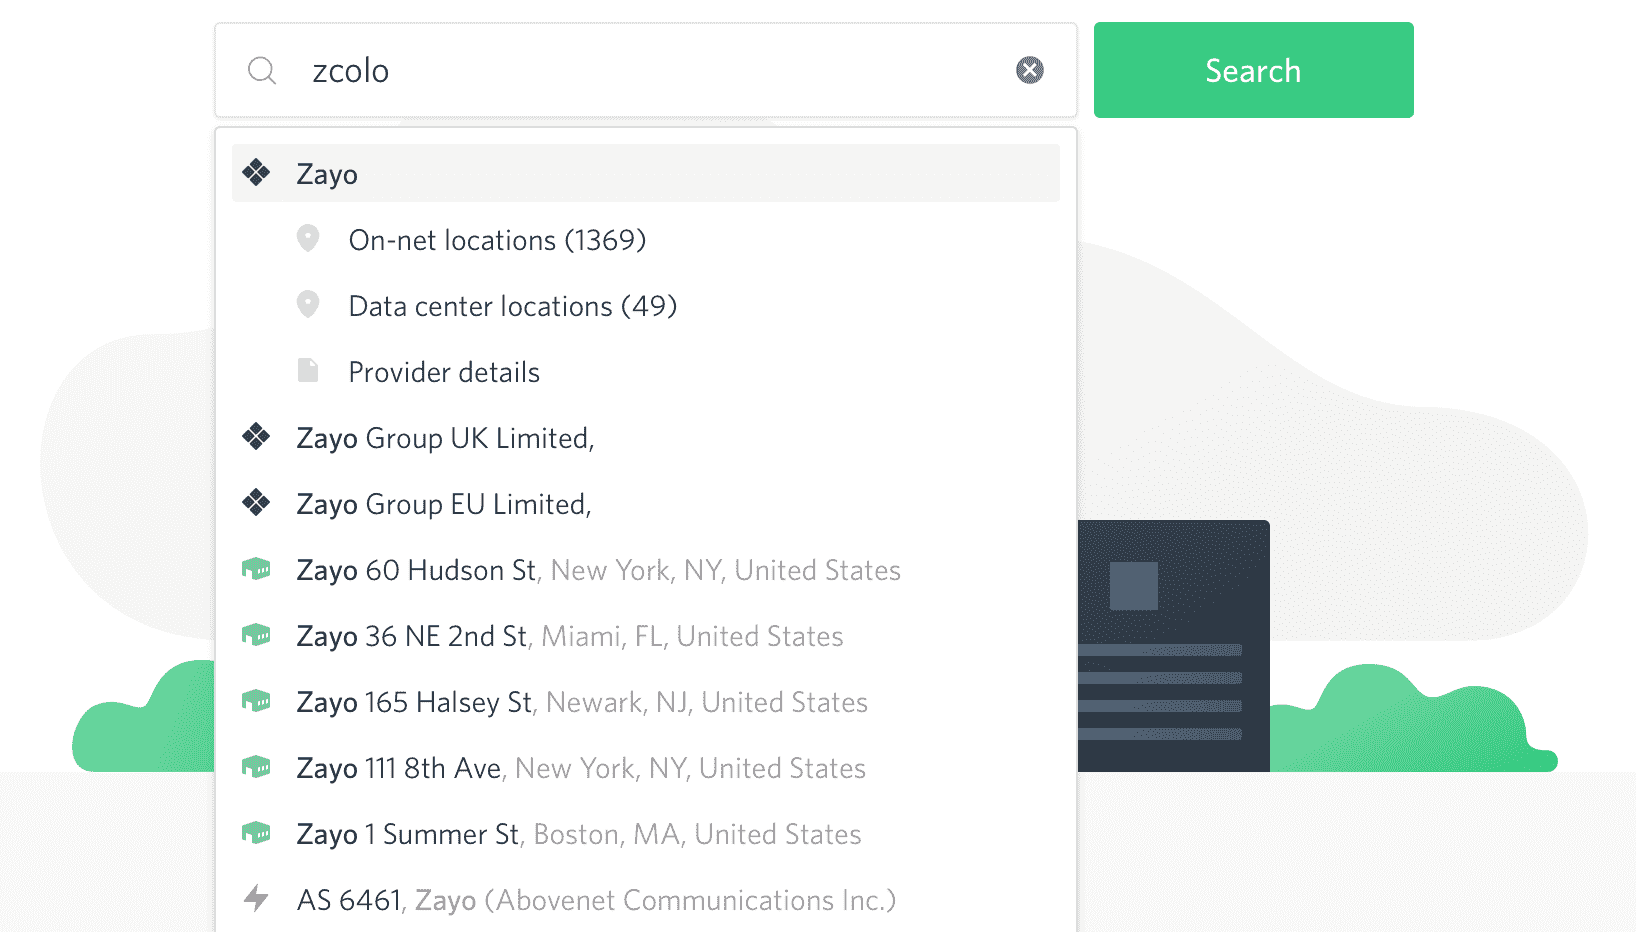 zcolo
Search
Zayo
On-net locations (1369)
Data center locations (49)
Provider details
Zayo Group UK Limited,
Zayo Group EU Limited,
Zayo 60 Hudson St, New York, NY, United States
Zayo 36 NE 2nd St, Miami, FL, United States
Zayo 165 Halsey St, Newark, NJ, United States
Zayo 111 8th Ave, New York, NY, United States
Zayo 1 Summer St, Boston, MA, United States
AS 6461, Zayo (Abovenet Communications Inc.)